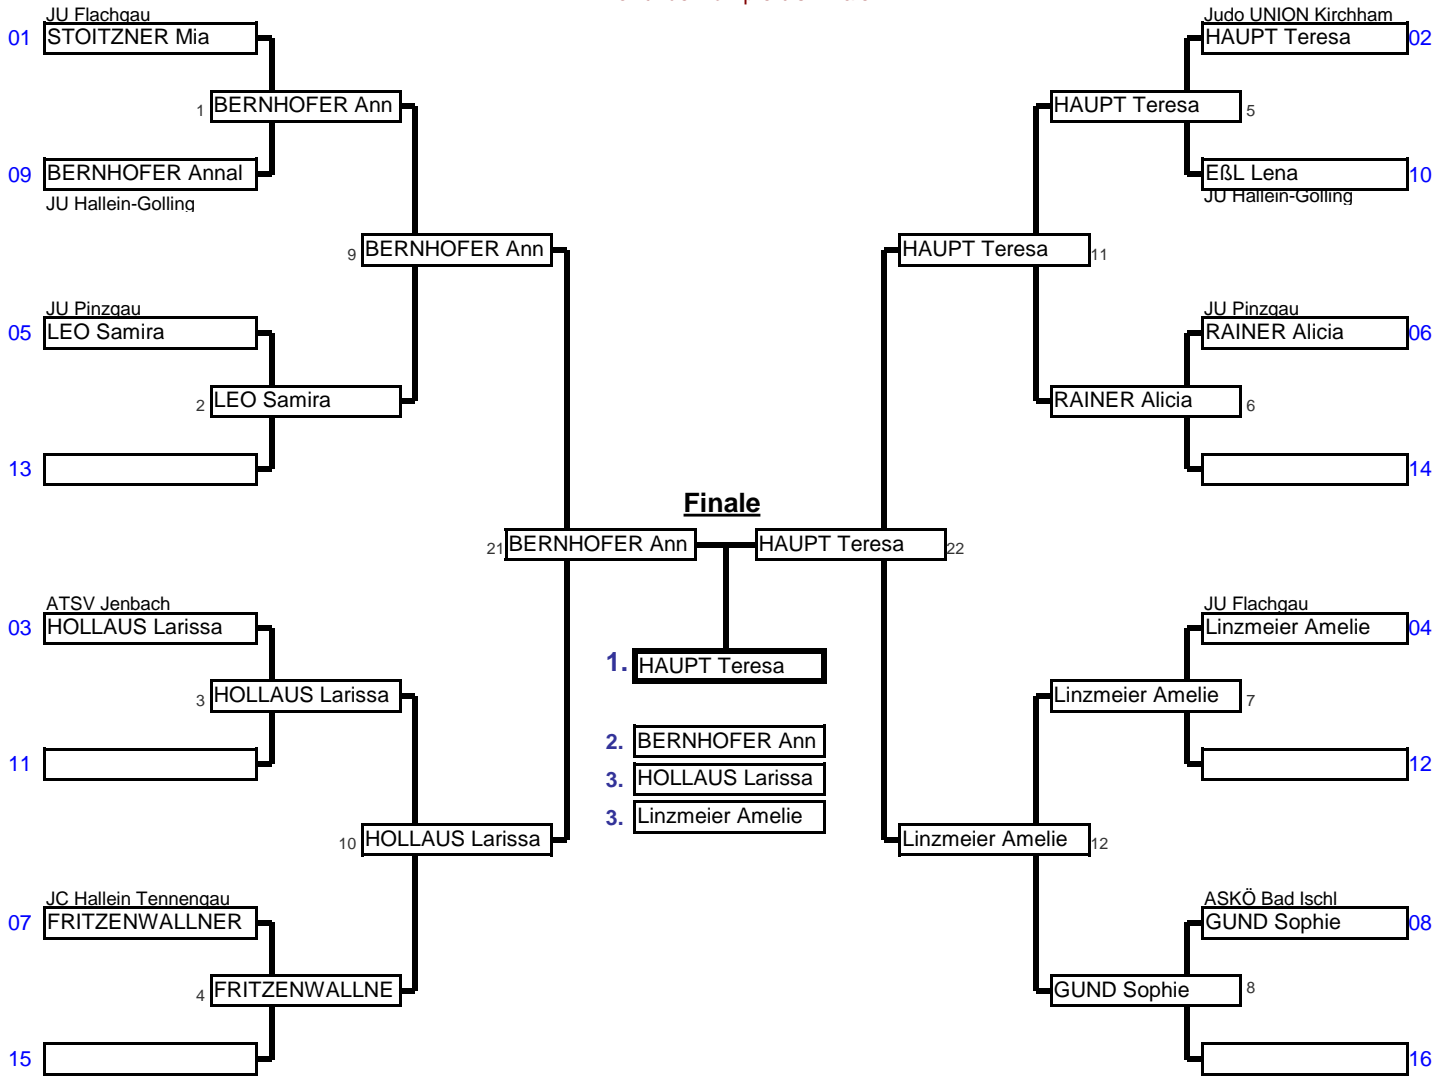 JU Flachgau
01 STOITZNER Mia
1 BERNHOFER Ann
09 BERNHOFER Annal
JU Hallein-Golling
9 BERNHOFER Ann
JU Pinzgau
05 LEO Samira
2 LEO Samira
13
21 BERNHOFER Ann
ATSV Jenbach
03 HOLLAUS Larissa
3 HOLLAUS Larissa
11
10 HOLLAUS Larissa
JC Hallein Tennengau
07 FRITZENWALLNER
4 FRITZENWALLNE
15
Finale
1. HAUPT Teresa
2. BERNHOFER Ann
3. HOLLAUS Larissa
3. Linzmeier Amelie
Judo UNION Kirchham
HAUPT Teresa 02
HAUPT Teresa 5
EßL Lena 10
JU Hallein-Golling
HAUPT Teresa 11
JU Pinzgau
RAINER Alicia 06
RAINER Alicia 6
14
HAUPT Teresa 22
JU Flachgau
Linzmeier Amelie 04
Linzmeier Amelie 7
12
Linzmeier Amelie 12
ASKÖ Bad Ischl
GUND Sophie 08
GUND Sophie 8
16